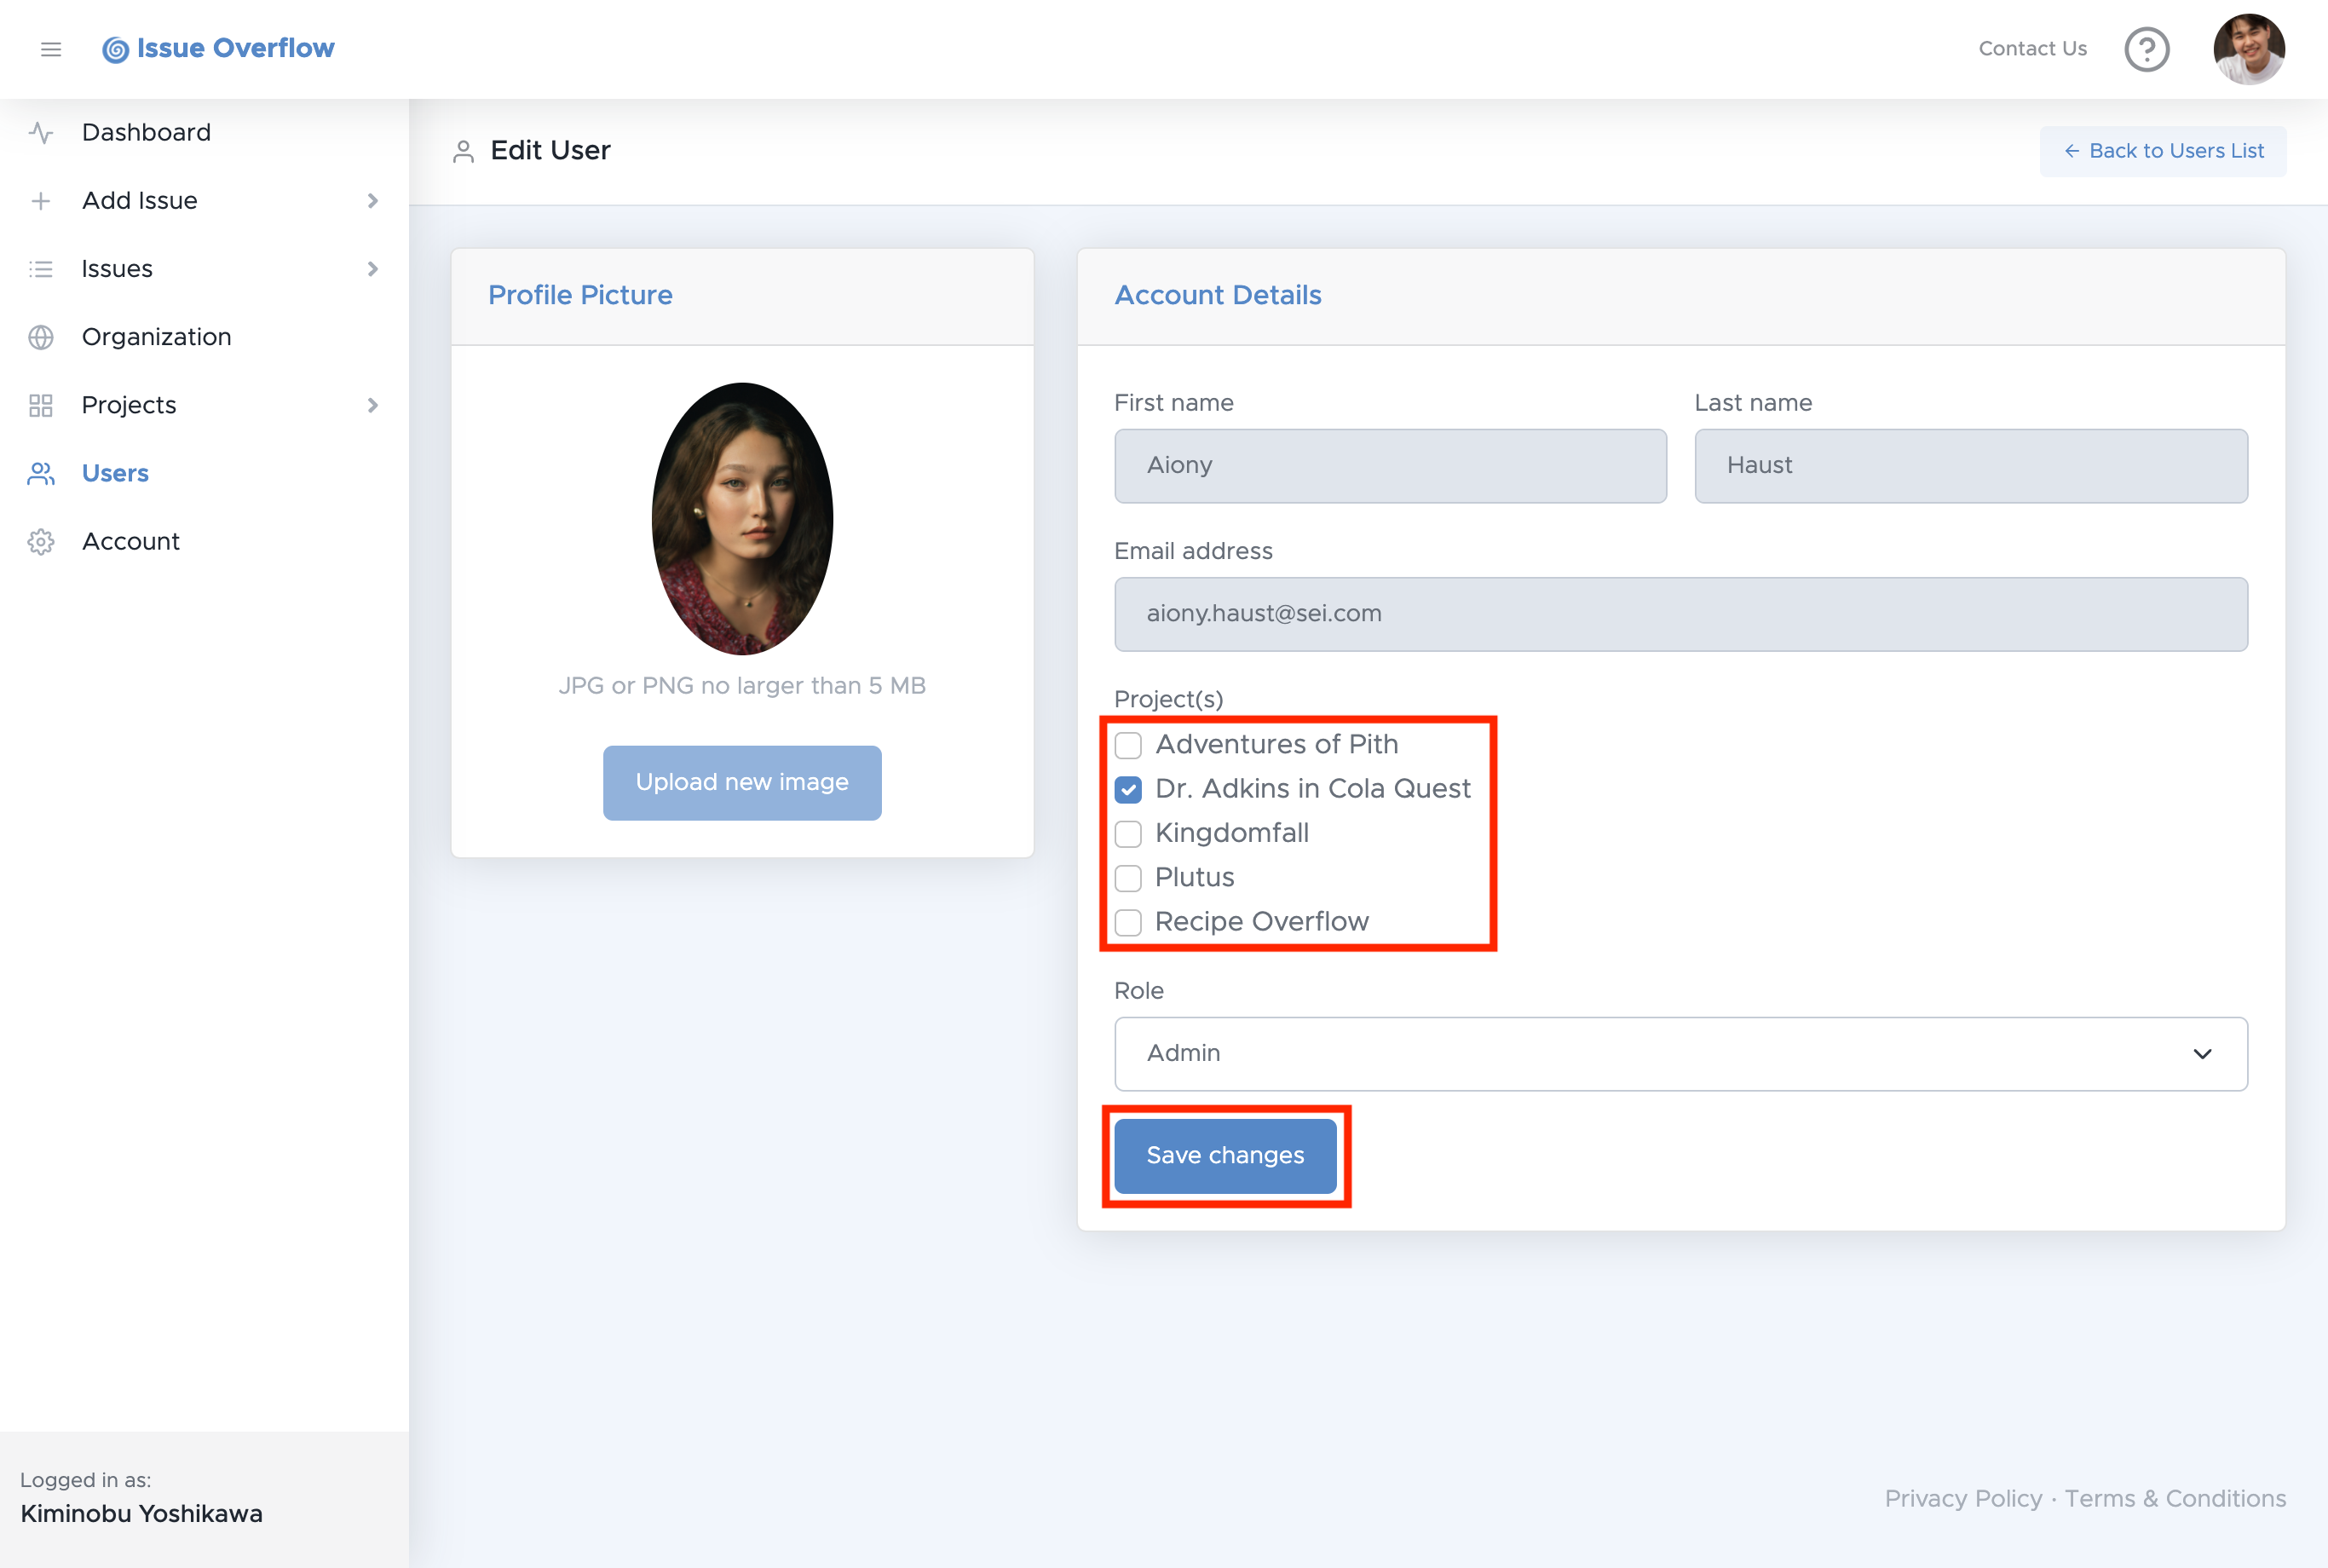 Issue Overflow
Contact Us
Dashboard
Add Issue
Issues
Organization
Projects
Users
Account
Logged in as:
Kiminobu Yoshikawa
Edit User
← Back to Users List
Profile Picture
JPG or PNG no larger than 5 MB
Upload new image
Account Details
First name
Last name
Aiony
Haust
Email address
aiony.haust@sei.com
Project(s)
Adventures of Pith
Dr. Adkins in Cola Quest
Kingdomfall
Plutus
Recipe Overflow
Role
Admin
Save changes
Privacy Policy · Terms & Conditions